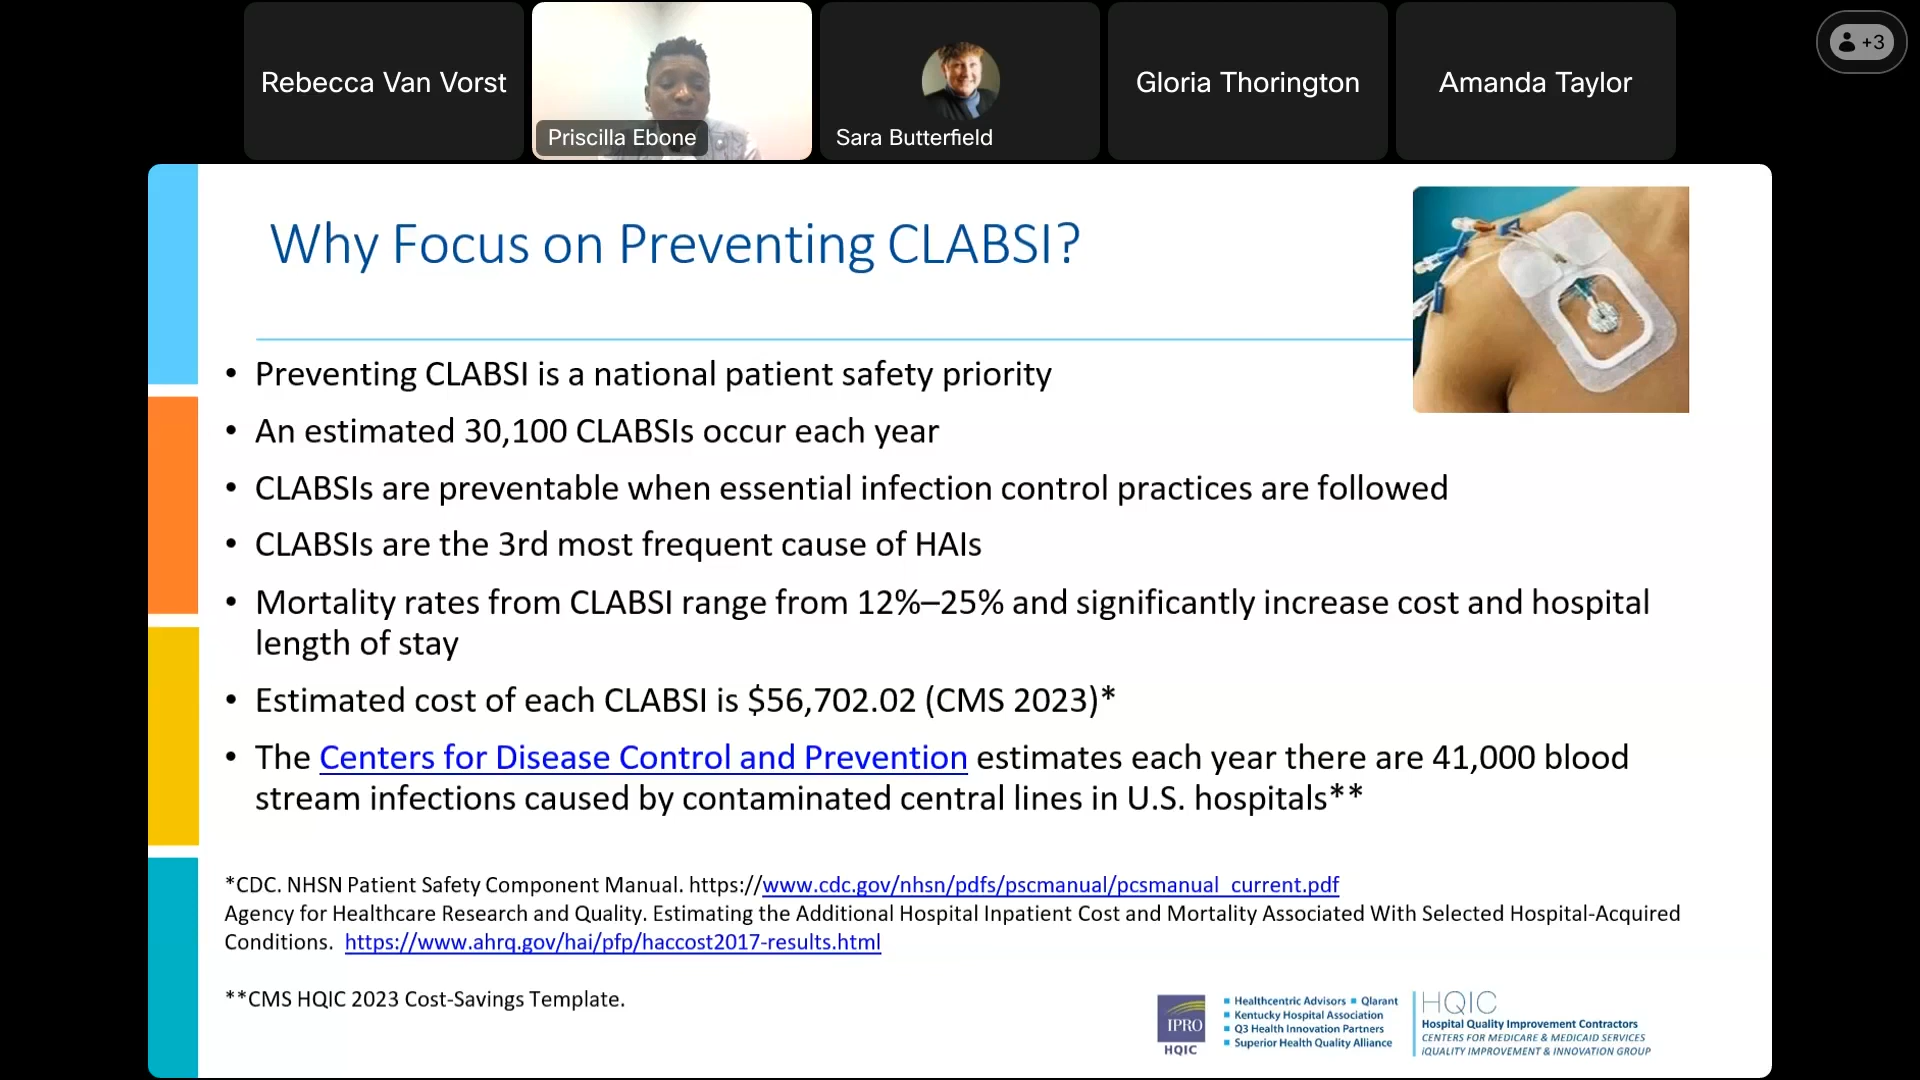 Rebecca Van Vorst
Priscilla Ebone
Sara Butterfield
Gloria Thorington
Amanda Taylor
+3
Why Focus on Preventing CLABSI?
• Preventing CLABSI is a national patient safety priority
• An estimated 30,100 CLABSIs occur each year
• CLABSIs are preventable when essential infection control practices are followed
• CLABSIs are the 3rd most frequent cause of HAIs
• Mortality rates from CLABSI range from 12%–25% and significantly increase cost and hospital
length of stay
• Estimated cost of each CLABSI is $56,702.02 (CMS 2023)*
• The Centers for Disease Control and Prevention estimates each year there are 41,000 blood
stream infections caused by contaminated central lines in U.S. hospitals**
*CDC. NHSN Patient Safety Component Manual. https://www.cdc.gov/nhsn/pdfs/pscmanual/pcsmanual_current.pdf
Agency for Healthcare Research and Quality. Estimating the Additional Hospital Inpatient Cost and Mortality Associated With Selected Hospital-Acquired
Conditions. https://www.ahrq.gov/hai/pfp/haccost2017-results.html
**CMS HQIC 2023 Cost-Savings Template.
IPRO
HQIC
Healthcentric Advisors ▪ Qlarant
Kentucky Hospital Association
Q3 Health Innovation Partners
Superior Health Quality Alliance
HQIC
Hospital Quality Improvement Contractors
CENTERS FOR MEDICARE & MEDICAID SERVICES
iQUALITY IMPROVEMENT & INNOVATION GROUP